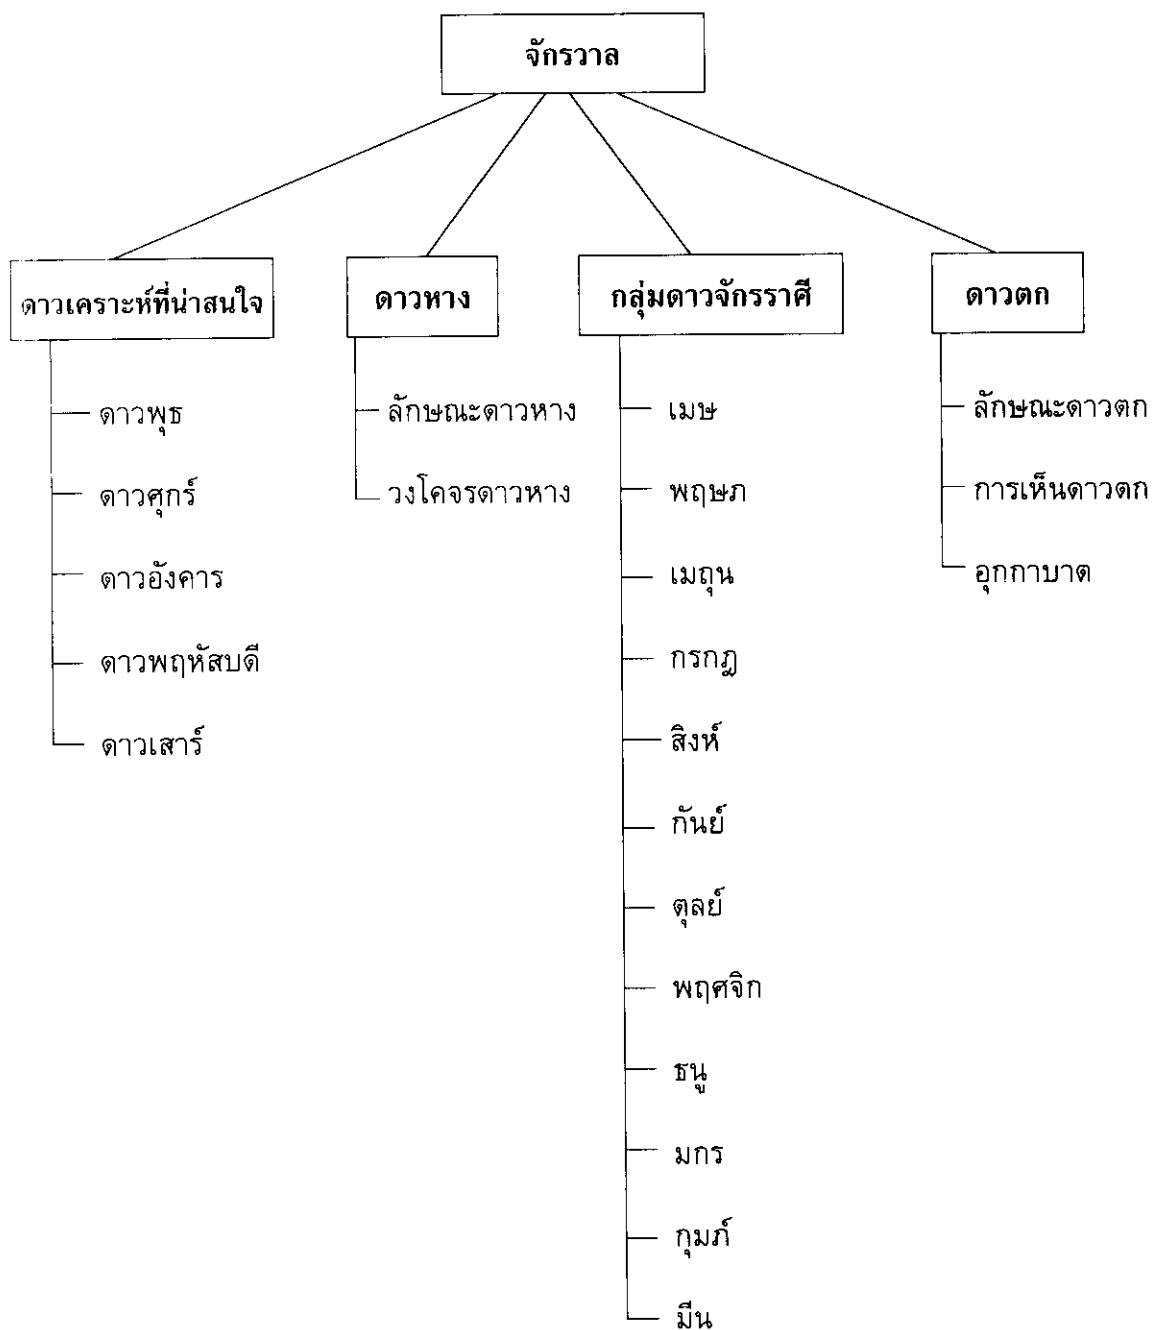 จักรวาล
ดาวเคราะห์ที่น่าสนใจ
ดาวพุธ
ดาวศุกร์
ดาวอังคาร
ดาวพฤหัสบดี
ดาวเสาร์
ดาวหาง
ลักษณะดาวหาง
วงโคจรดาวหาง
กลุ่มดาวจักรราศี
เมษ
พฤษภ
เมถุน
กรกฎ
สิงห์
กันย์
ตุลย์
พฤศจิก
ธนู
มกร
กุมภ์
มีน
ดาวตก
ลักษณะดาวตก
การเห็นดาวตก
อุกกาบาต